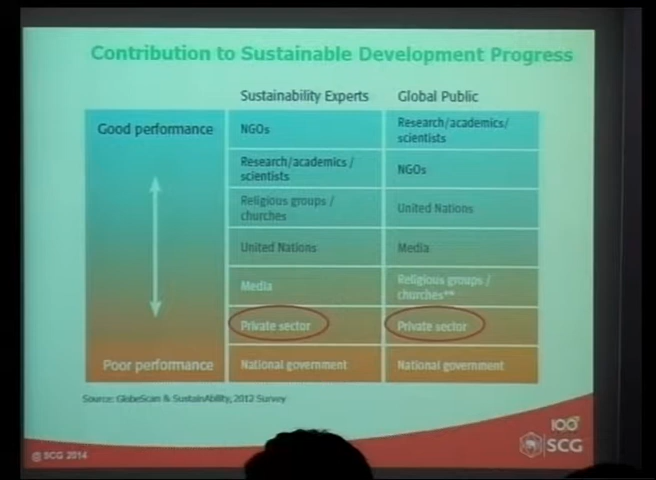 Contribution to Sustainable Development Progress
Sustainability Experts Global Public
Good performance
NGOs
Research/academics/
scientists
Research/academics /
scientists
NGOs
Religious groups /
churches
United Nations
United Nations
Media
Media
Religious groups /
churches**
Private sector
Private sector
Poor performance
National government
National government
Source: GlobeScan & SustainAbility, 2012 Survey
@ SCG 2014
100
SCG